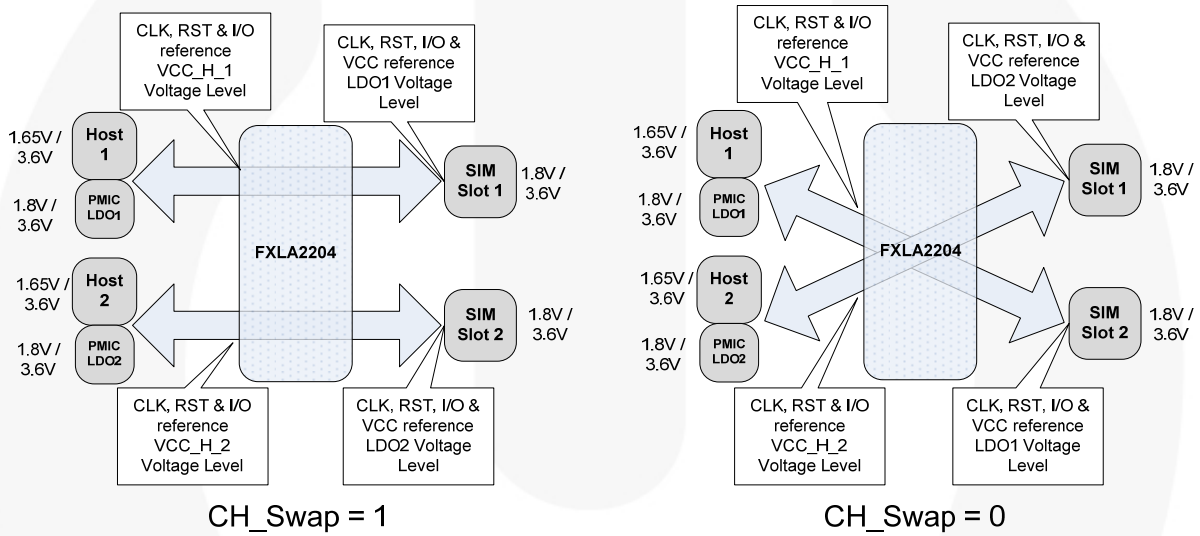 CLK, RST & I/O
reference
VCC_H_1
Voltage Level
CLK, RST, I/O &
VCC reference
LDO1 Voltage
Level
1.65V /
3.6V
Host
1
1.8V /
3.6V
PMIC
LDO1
SIM
Slot 1
1.8V /
3.6V
FXLA2204
1.65V /
3.6V
Host
2
1.8V /
3.6V
PMIC
LDO2
SIM
Slot 2
1.8V /
3.6V
CLK, RST & I/O
reference
VCC_H_2
Voltage Level
CLK, RST, I/O &
VCC reference
LDO2 Voltage
Level
CH_Swap = 1
CLK, RST & I/O
reference
VCC_H_1
Voltage Level
CLK, RST, I/O &
VCC reference
LDO2 Voltage
Level
1.65V /
3.6V
Host
1
1.8V /
3.6V
PMIC
LDO1
SIM
Slot 1
1.8V /
3.6V
FXLA2204
1.65V /
3.6V
Host
2
1.8V /
3.6V
PMIC
LDO2
SIM
Slot 2
1.8V /
3.6V
CLK, RST & I/O
reference
VCC_H_2
Voltage Level
CLK, RST, I/O &
VCC reference
LDO1 Voltage
Level
CH_Swap = 0